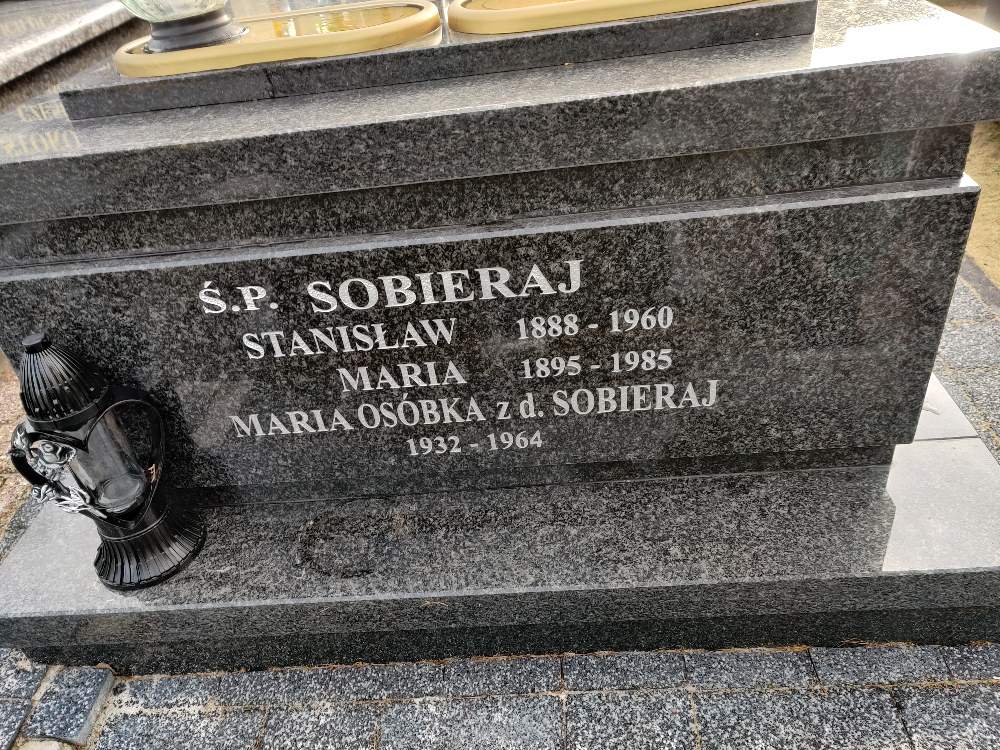 Ś.P. SOBIERAJ
STANISŁAW 1888 - 1960
MARIA 1895 - 1985
MARIA OSÓBKA z d. SOBIERAJ
1932 - 1964